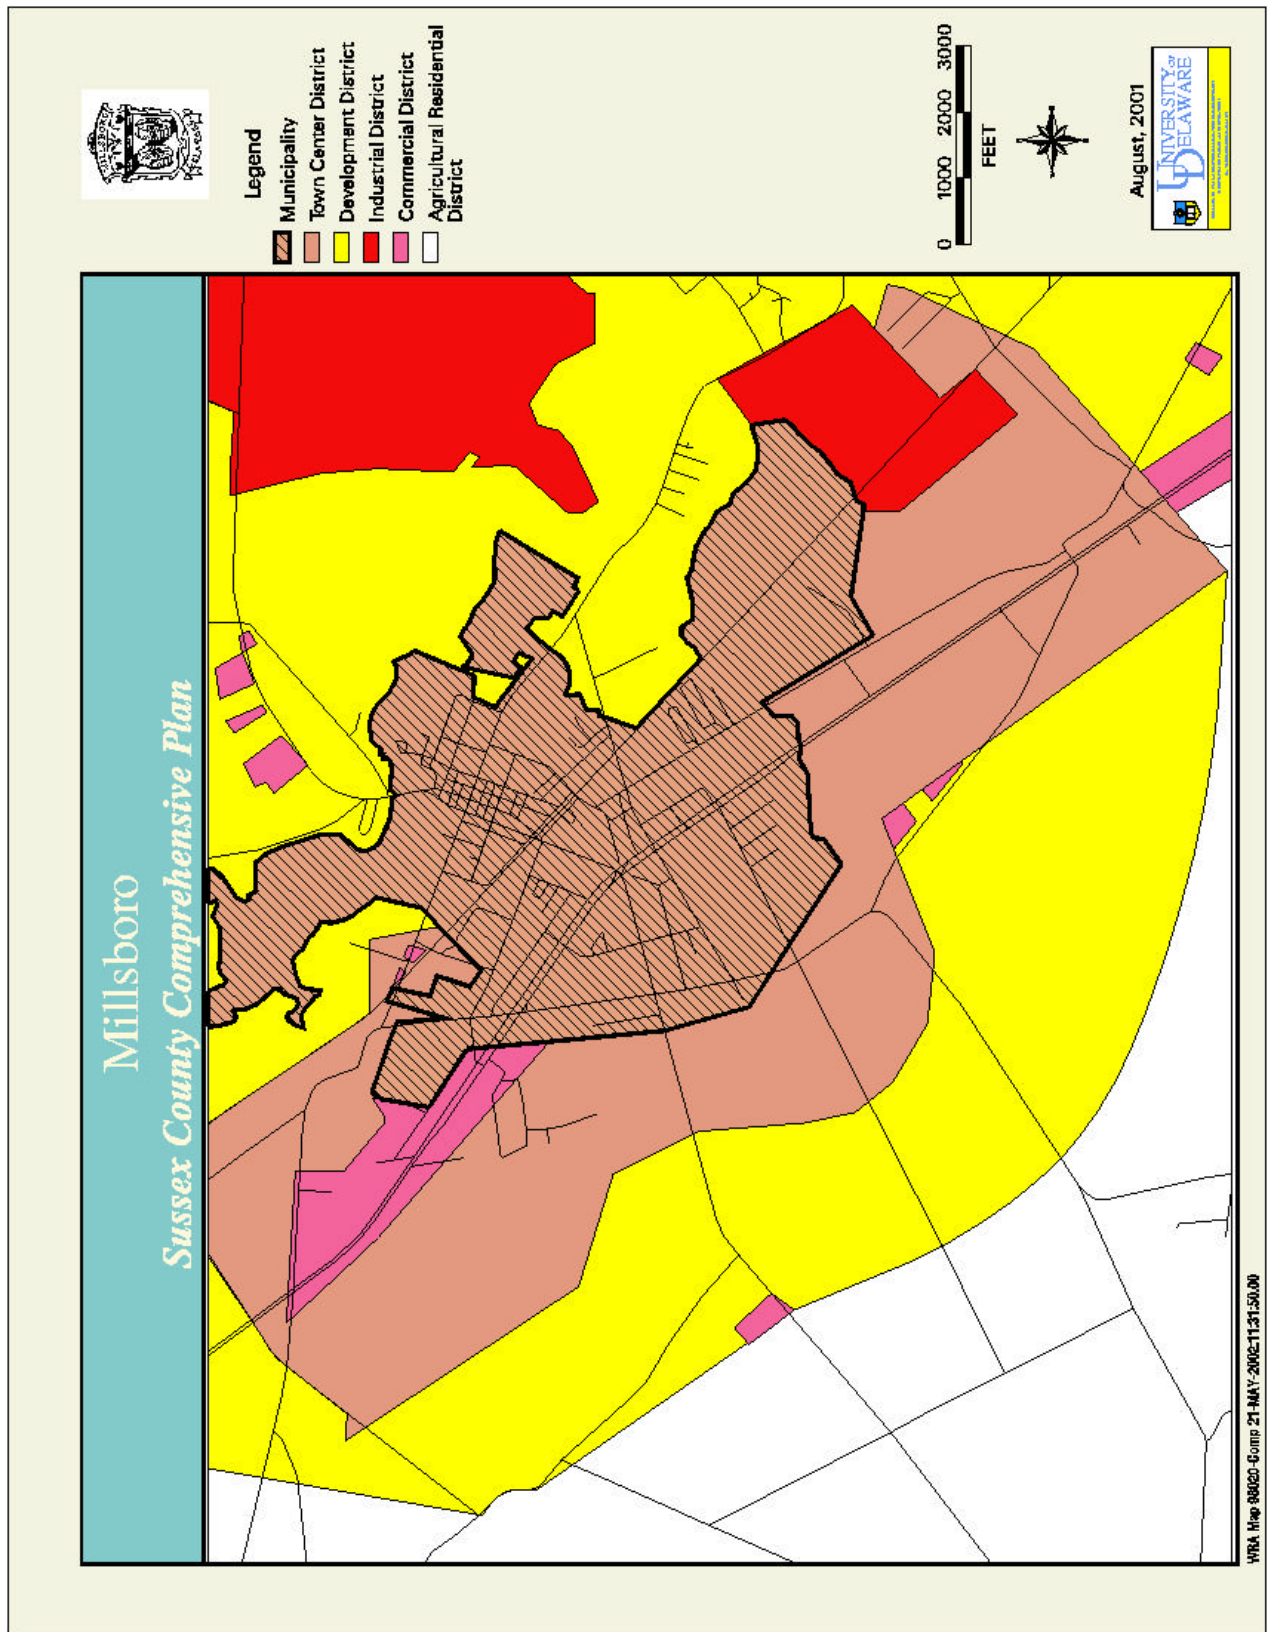 Millsboro
Sussex County Comprehensive Plan
MILLSBORO
DELAWARE
Legend
Municipality
Town Center District
Development District
Industrial District
Commercial District
Agricultural Residential
District
0 1000 2000 3000
FEET
August, 2001
UNIVERSITY OF
DELAWARE
WRA Map 98020-Comp 21-MAY-2002:11:31:50.00